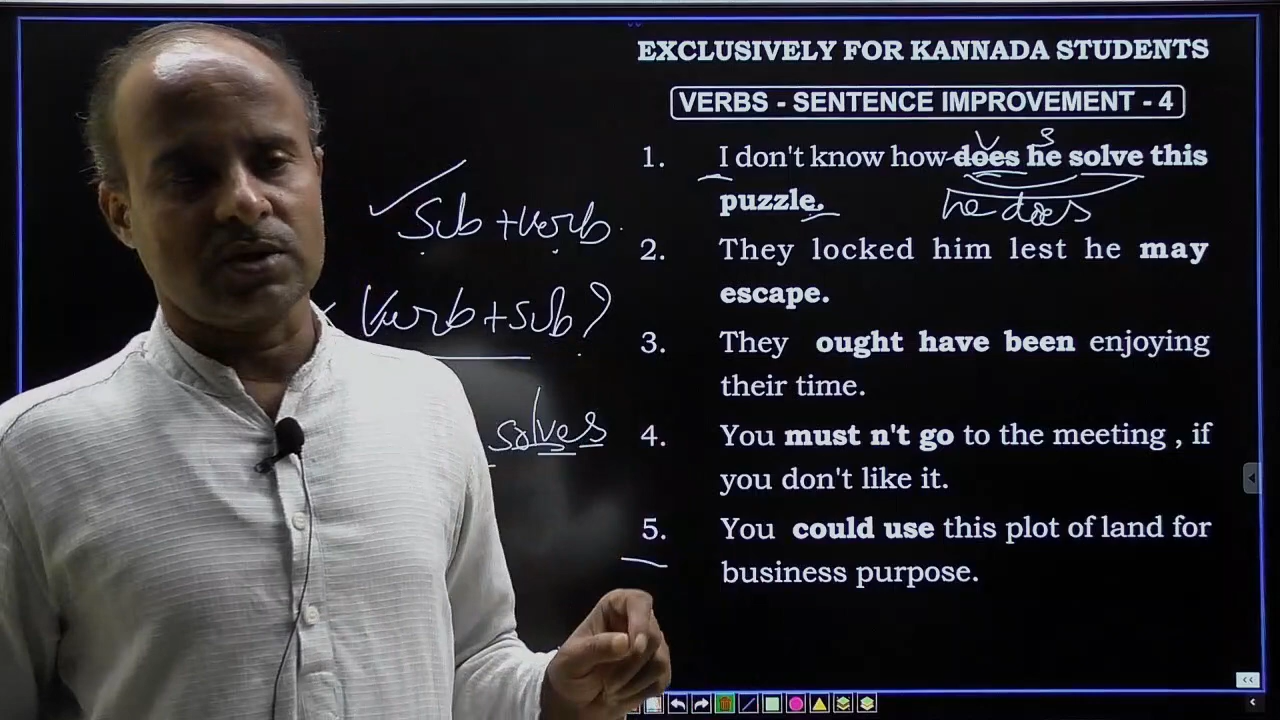 EXCLUSIVELY FOR KANNADA STUDENTS
VERBS - SENTENCE IMPROVEMENT - 4
1. I don't know how does he solve this
puzzle.
V S
he does
2. They locked him lest he may
escape.
3. They ought have been enjoying
their time.
4. You must n't go to the meeting , if
you don't like it.
5. You could use this plot of land for
business purpose.
Sub + Verb.
Verb + Sub ?
solves